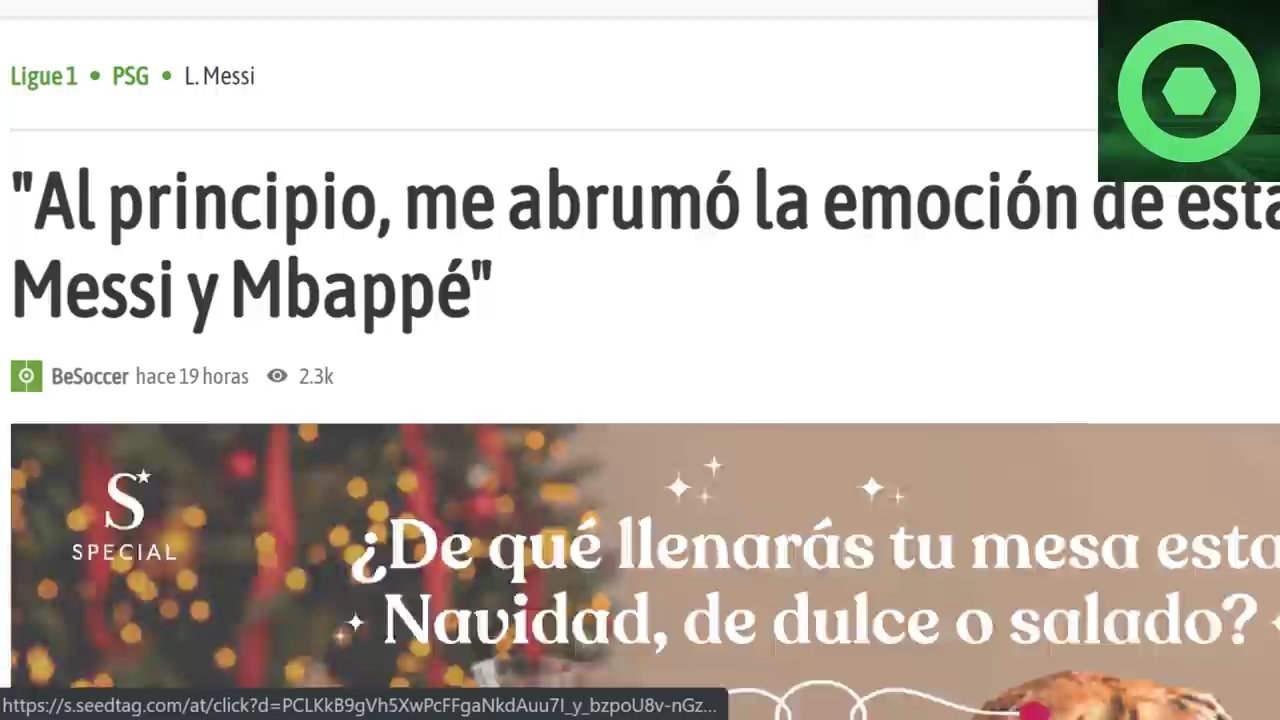 Ligue 1 • PSG • L. Messi
"Al principio, me abrumó la emoción de esta
Messi y Mbappé"
BeSoccer hace 19 horas 2.3k
S
SPECIAL
¿De qué llenarás tu mesa esta
Navidad, de dulce o salado?
https://s.seedtag.com/at/click?d=PCLKkB9gVh5XwPcFFgaNkdAuu7I_y_bzpoU8v-nGz...